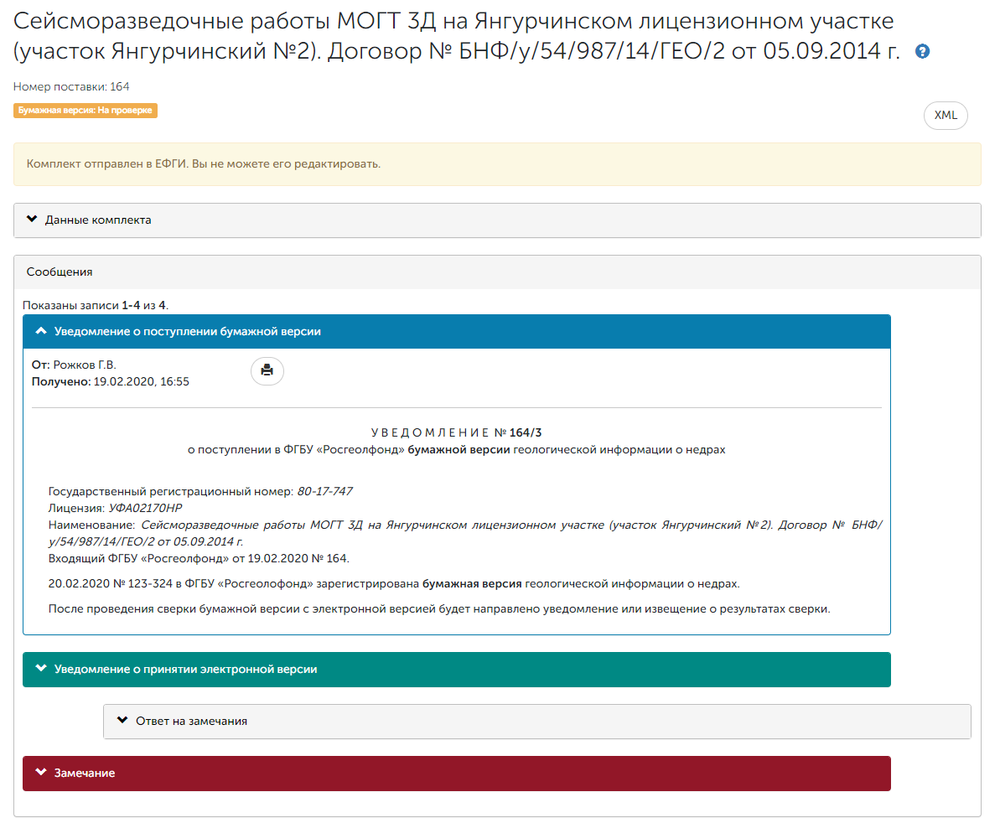 Сейсморазведочные работы МОГТ 3Д на Янгурчинском лицензионном участке
(участок Янгурчинский №2). Договор № БНФ/у/54/987/14/ГЕО/2 от 05.09.2014 г.
Номер поставки: 164
Бумажная версия: На проверке
XML
Комплект отправлен в ЕФГИ. Вы не можете его редактировать.
Данные комплекта
Сообщения
Показаны записи 1-4 из 4.
Уведомление о поступлении бумажной версии
От: Рожков Г.В.
Получено: 19.02.2020, 16:55
У В Е Д О М Л Е Н И Е № 164/3
о поступлении в ФГБУ «Росгеолфонд» бумажной версии геологической информации о недрах
Государственный регистрационный номер: 80-17-747
Лицензия: УФА02170НР
Наименование: Сейсморазведочные работы МОГТ 3Д на Янгурчинском лицензионном участке (участок Янгурчинский №2). Договор № БНФ/
у/54/987/14/ГЕО/2 от 05.09.2014 г.
Входящий ФГБУ «Росгеолфонд» от 19.02.2020 № 164.
20.02.2020 № 123-324 в ФГБУ «Росгеолофонд» зарегистрирована бумажная версия геологической информации о недрах.
После проведения сверки бумажной версии с электронной версией будет направлено уведомление или извещение о результатах сверки.
Уведомление о принятии электронной версии
Ответ на замечания
Замечание